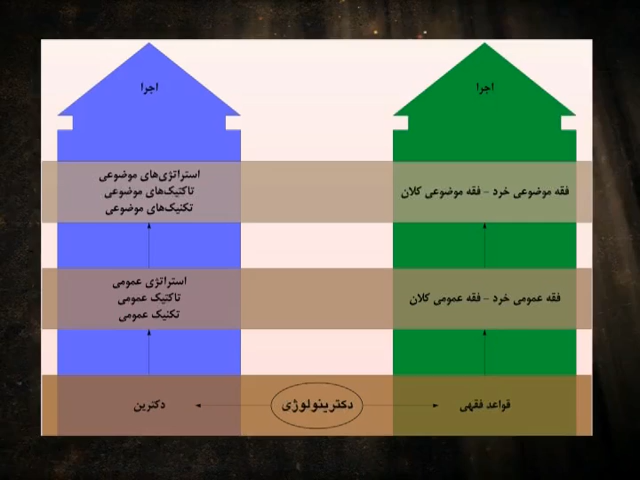 اجرا
اجرا
فقه موضوعی خرد - فقه موضوعی کلان
استراتژی‌های موضوعی
تاکتیک‌های موضوعی
تکنیک‌های موضوعی
فقه عمومی خرد - فقه عمومی کلان
استراتژی عمومی
تاکتیک عمومی
تکنیک عمومی
قواعد فقهی
دکترینولوژی
دکترین